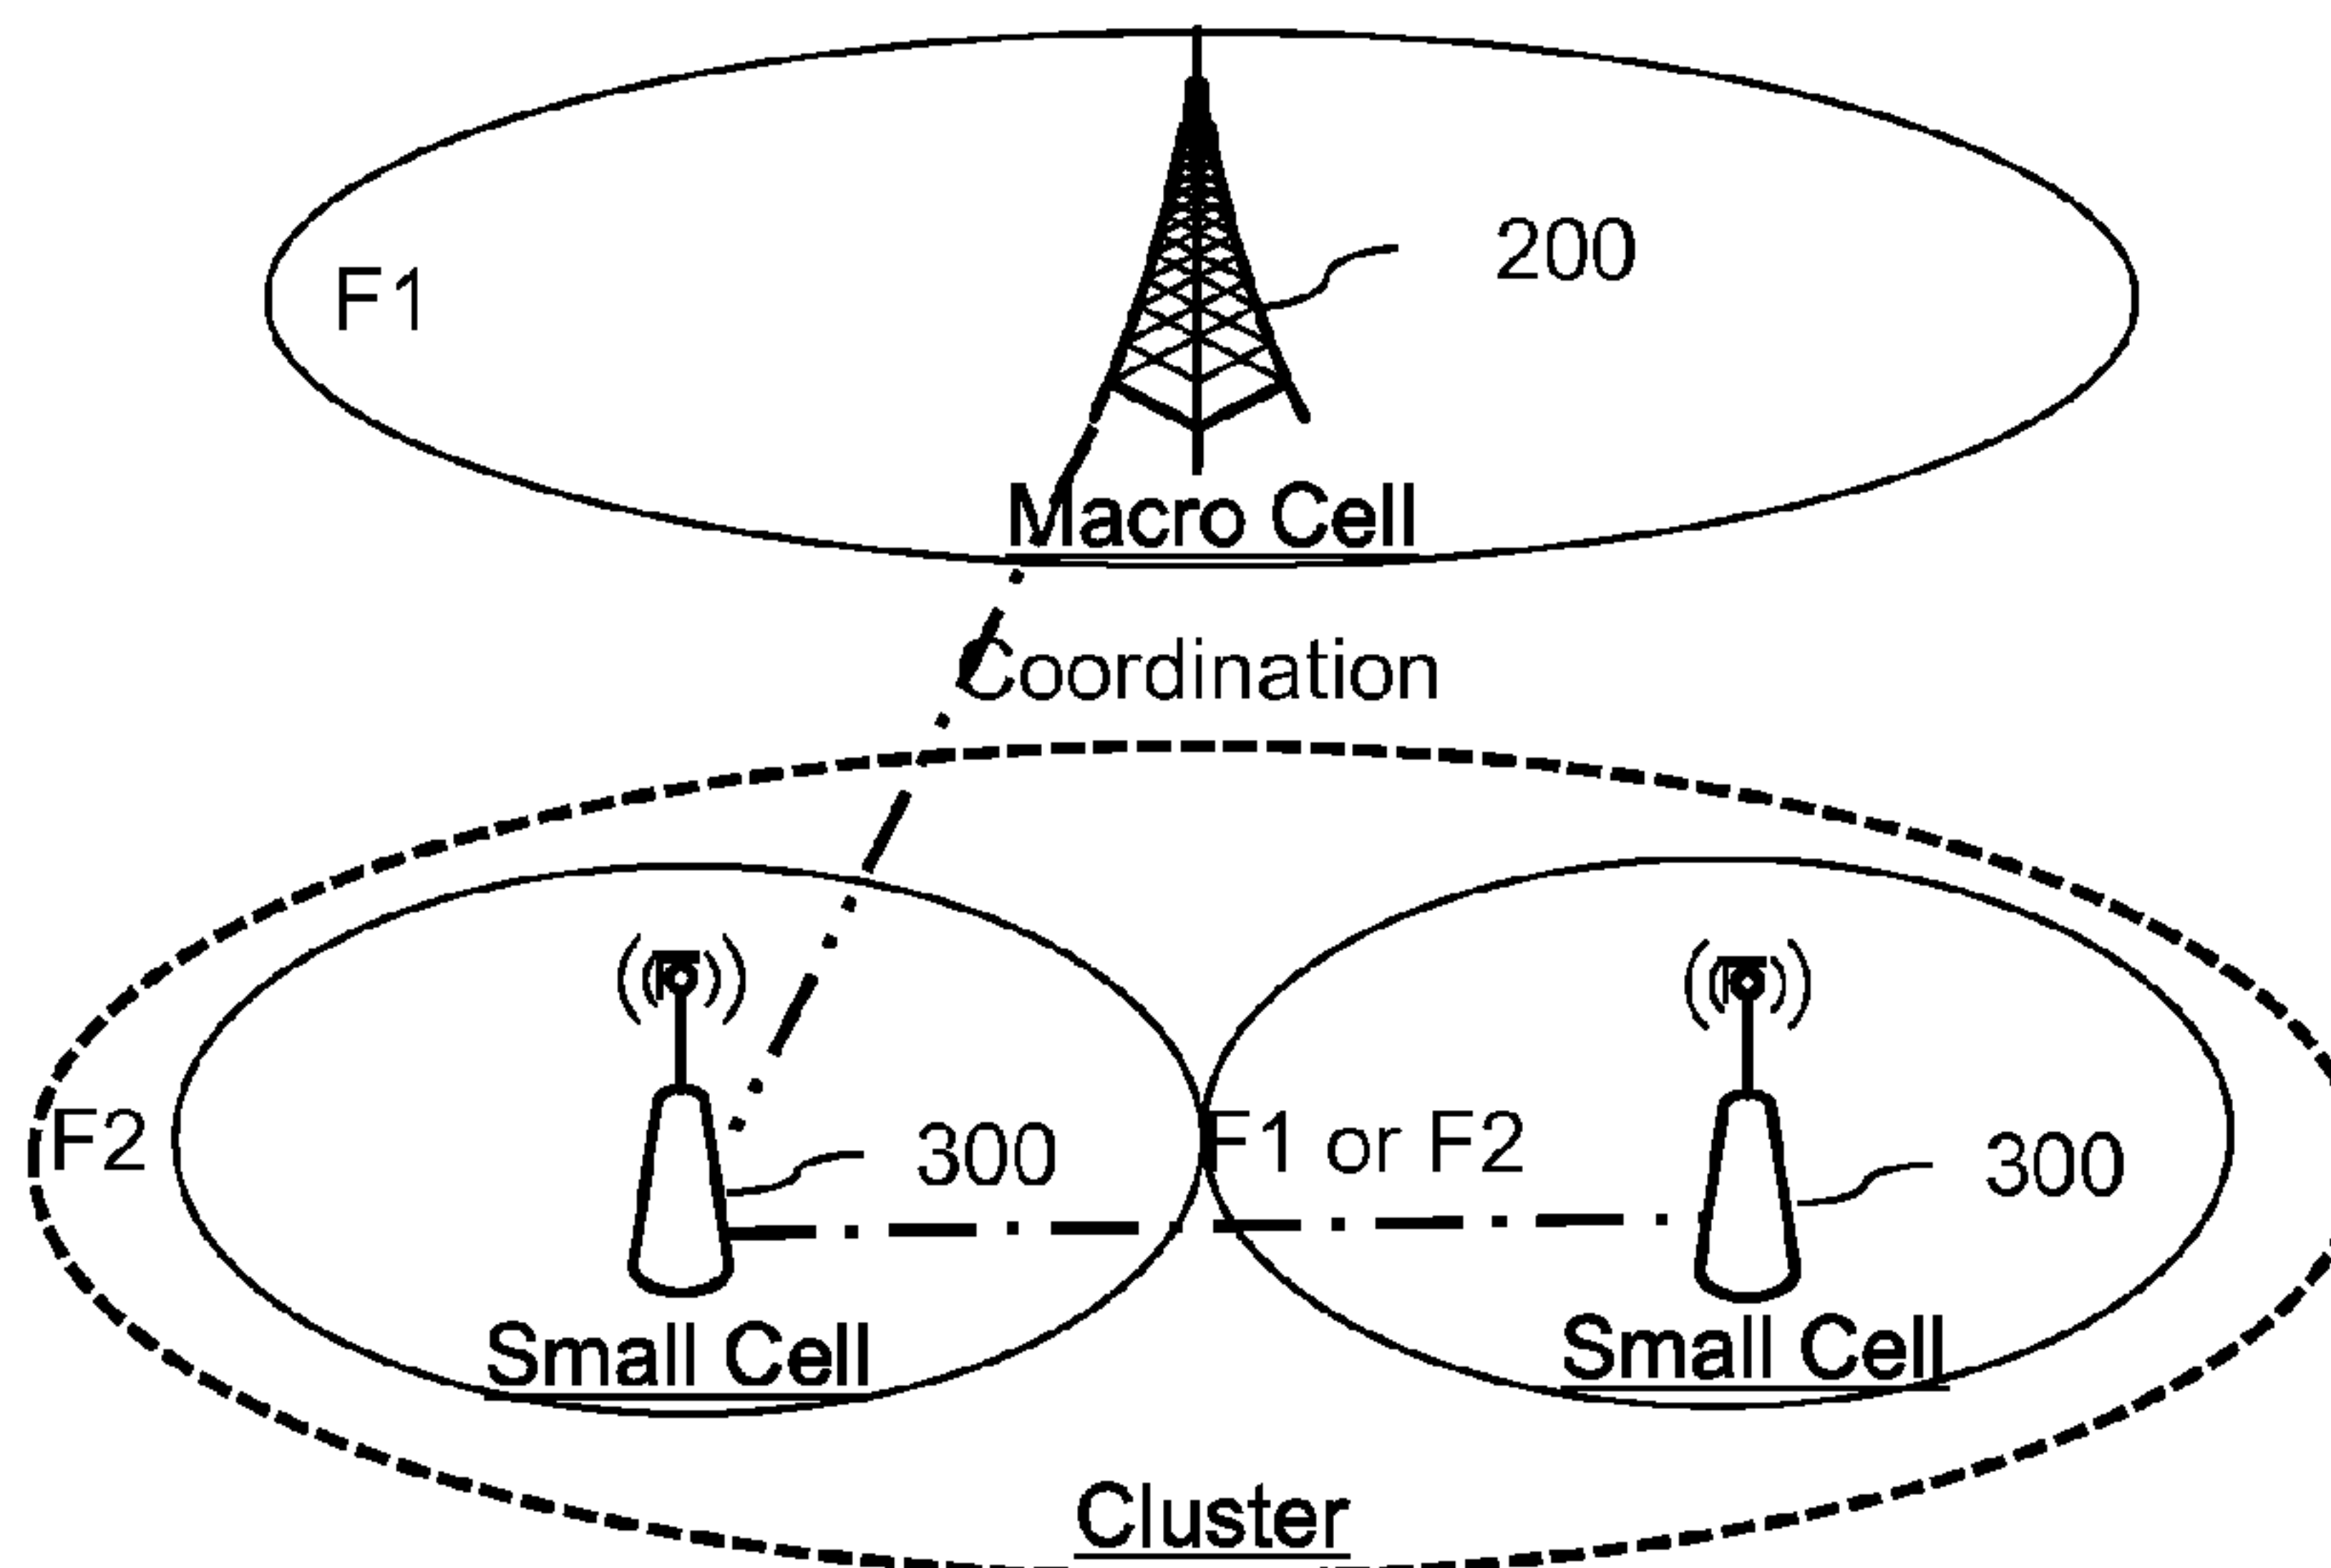 F1
200
Macro Cell
Coordination
F2
300
F1 or F2
300
Small Cell
Small Cell
Cluster